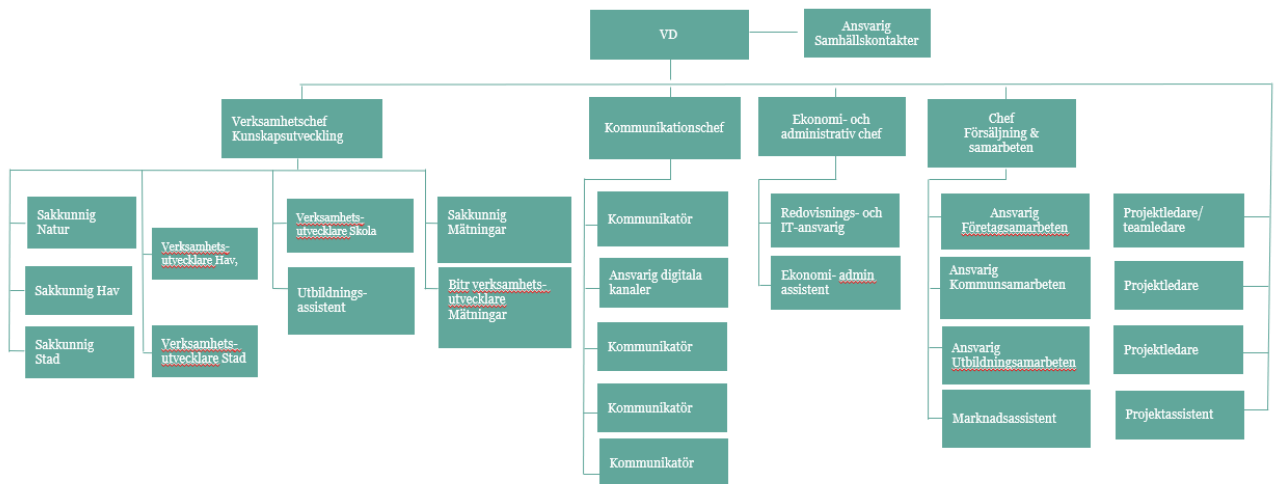 VD
Ansvarig
Samhällskontakter
Verksamhetschef
Kunskapsutveckling
Kommunikationschef
Ekonomi- och
administrativ chef
Chef
Försäljning &
samarbeten
Sakkunnig
Natur
Sakkunnig Hav
Sakkunnig
Stad
Verksamhets-
utvecklare Hav,
Verksamhets-
utvecklare Stad
Verksamhets-
utvecklare Skola
Utbildnings-
assistent
Sakkunnig
Mätningar
Bitr verksamhets-
utvecklare
Mätningar
Kommunikatör
Ansvarig digitala
kanaler
Kommunikatör
Kommunikatör
Kommunikatör
Redovisnings- och
IT-ansvarig
Ekonomi- admin
assistent
Ansvarig
Företagsamarbeten
Ansvarig
Kommunsamarbeten
Ansvarig
Utbildningsamarbeten
Marknadsassistent
Projektledare/
teamledare
Projektledare
Projektledare
Projektassistent